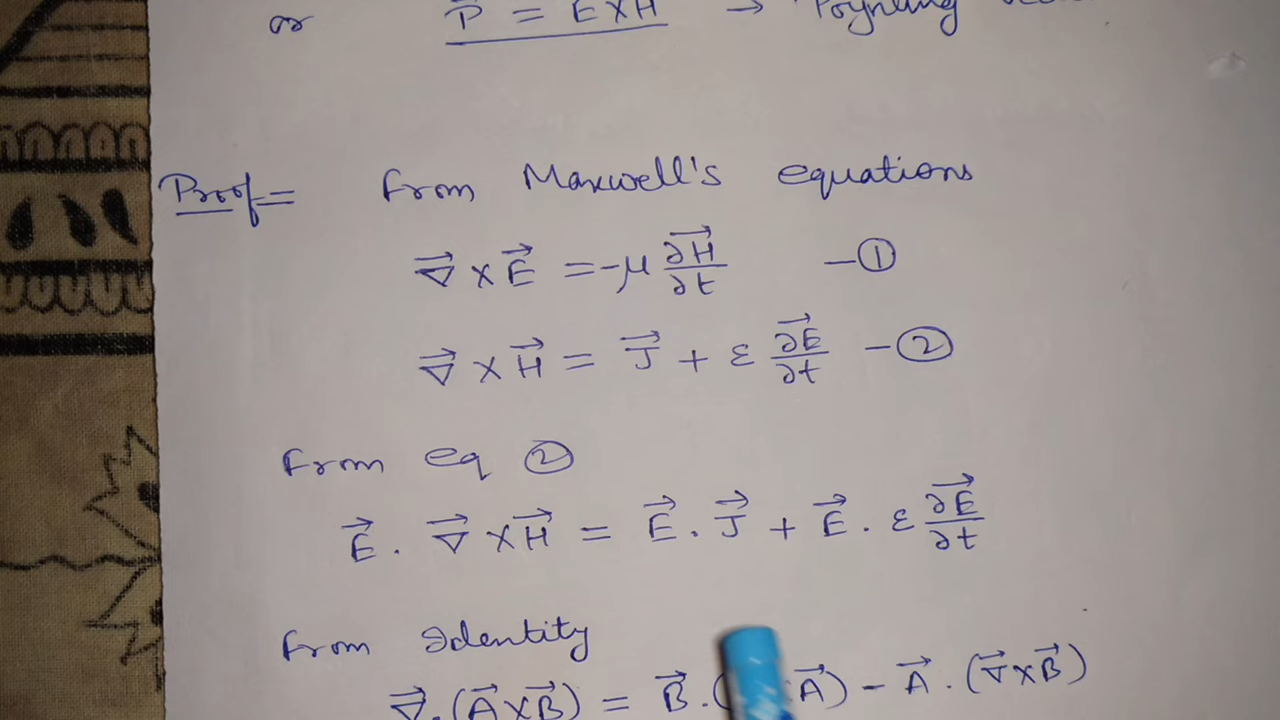 or P⃗ = E×H → Poynting
Proof= From Maxwell's equations
∇⃗ × E⃗ = -μ ∂H⃗/∂t —①
∇⃗ × H⃗ = J⃗ + ε ∂E⃗/∂t —②
From eq ②
E⃗ . ∇⃗ × H⃗ = E⃗ . J⃗ + E⃗ . ε ∂E⃗/∂t
From Identity
∇⃗ . (A⃗ × B⃗) = B⃗ . ( A⃗) - A⃗ . (∇⃗ × B⃗)